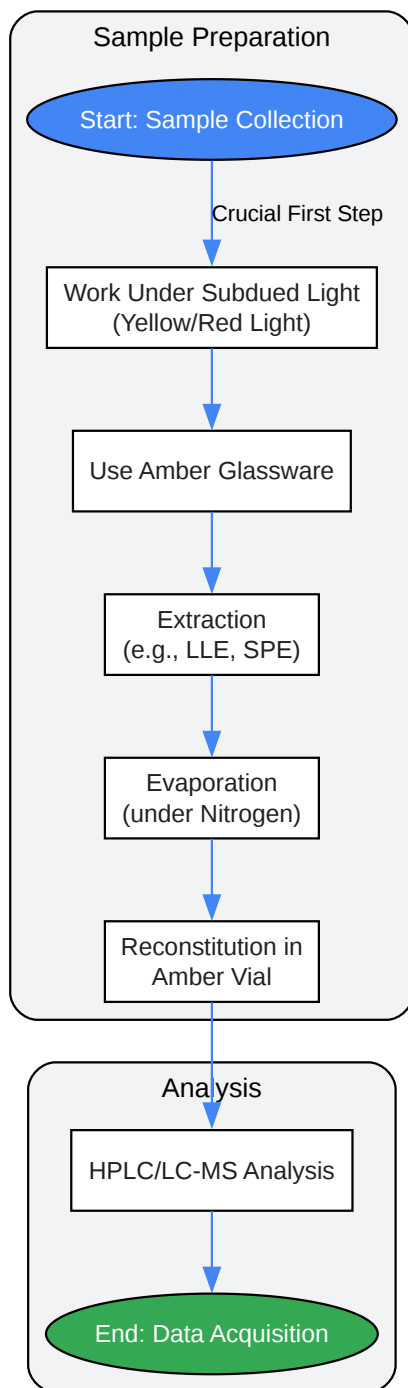 Sample Preparation
Start: Sample Collection
Crucial First Step
Work Under Subdued Light
(Yellow/Red Light)
Use Amber Glassware
Extraction
(e.g., LLE, SPE)
Evaporation
(under Nitrogen)
Reconstitution in
Amber Vial
Analysis
HPLC/LC-MS Analysis
End: Data Acquisition